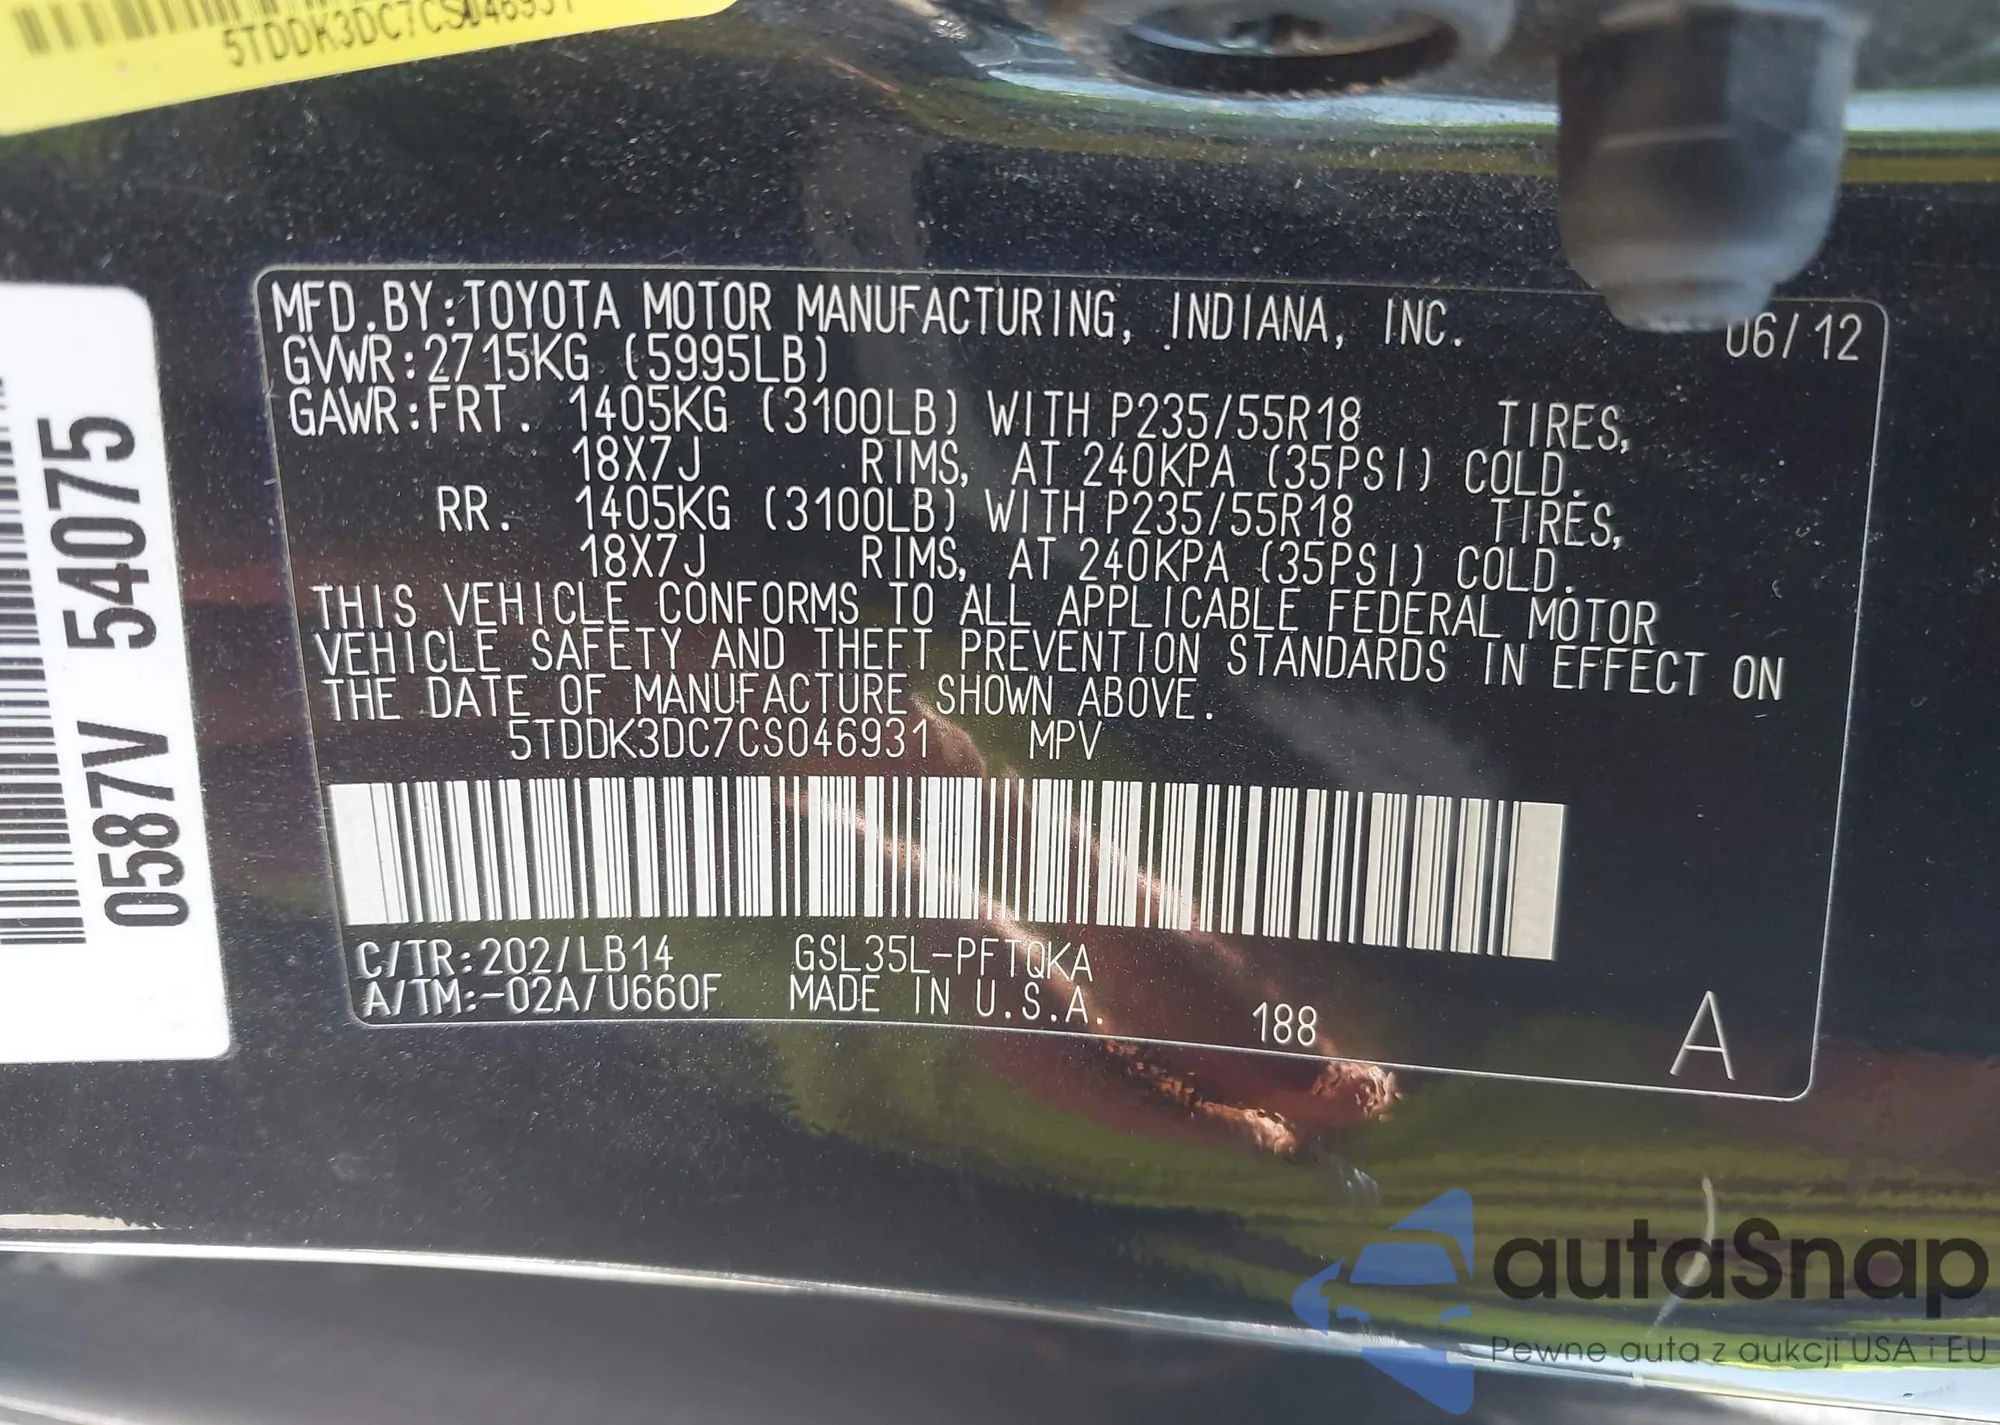 5TDDK3DC7CS046931
0587V 54075
MFD.BY:TOYOTA MOTOR MANUFACTURING, INDIANA, INC. 06/12
GVWR:2715KG (5995LB)
GAWR:FRT. 1405KG (3100LB) WITH P235/55R18 TIRES,
18X7J RIMS, AT 240KPA (35PSI) COLD.
RR. 1405KG (3100LB) WITH P235/55R18 TIRES,
18X7J RIMS, AT 240KPA (35PSI) COLD.
THIS VEHICLE CONFORMS TO ALL APPLICABLE FEDERAL MOTOR
VEHICLE SAFETY AND THEFT PREVENTION STANDARDS IN EFFECT ON
THE DATE OF MANUFACTURE SHOWN ABOVE.
5TDDK3DC7CS046931 MPV
C/TR:202/LB14 GSL35L-PFTQKA
A/TM:-02A/U660F MADE IN U.S.A. 188 A
autoSnap
Pewne auta z aukcji USA i EU